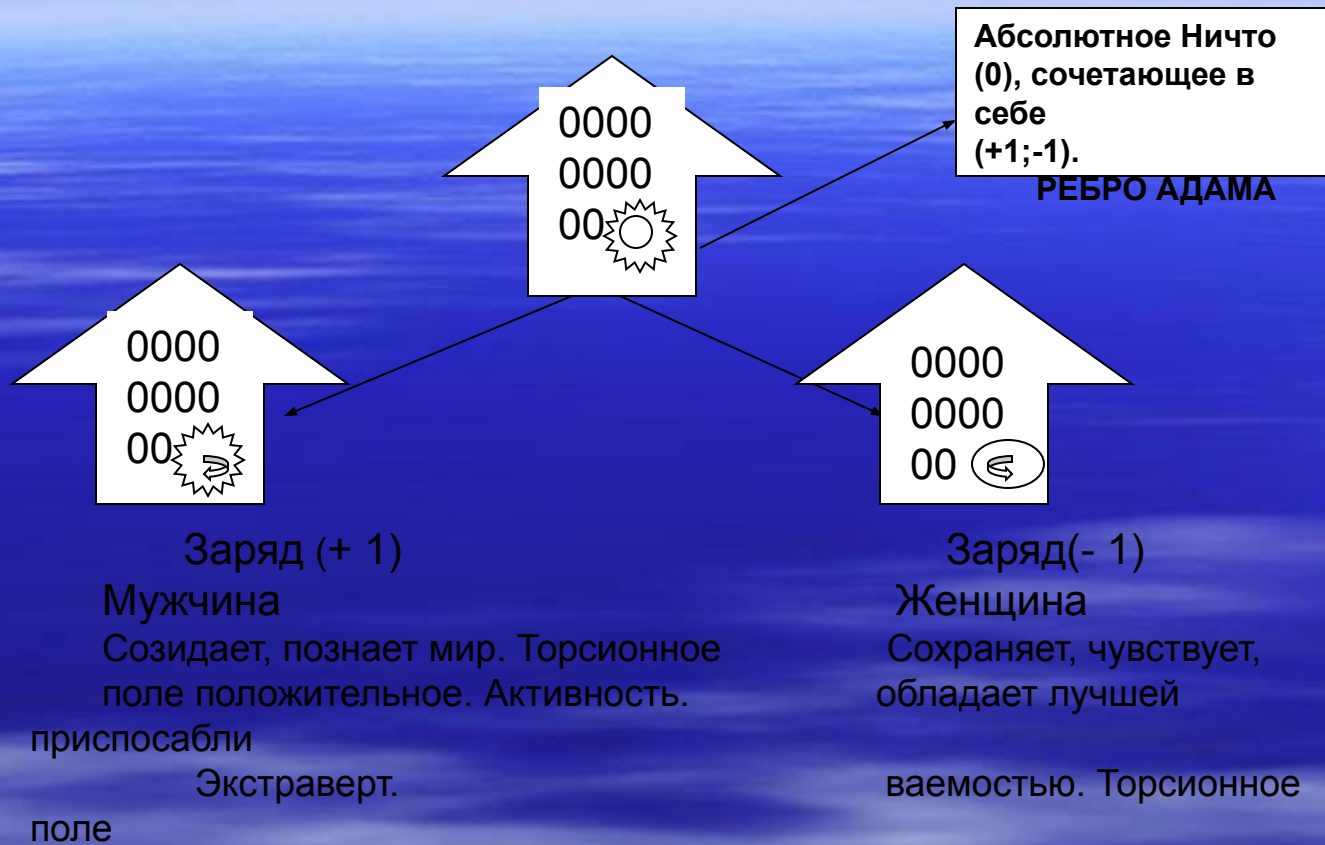 Абсолютное Ничто
(0), сочетающее в
себе
(+1;-1).
РЕБРО АДАМА
0000
0000
00
0000
0000
00
0000
0000
00
Заряд (+ 1)
Мужчина
Созидает, познает мир. Торсионное
поле положительное. Активность.
Экстраверт.
Заряд(- 1)
Женщина
Сохраняет, чувствует,
обладает лучшей
приспосабли
ваемостью. Торсионное
поле